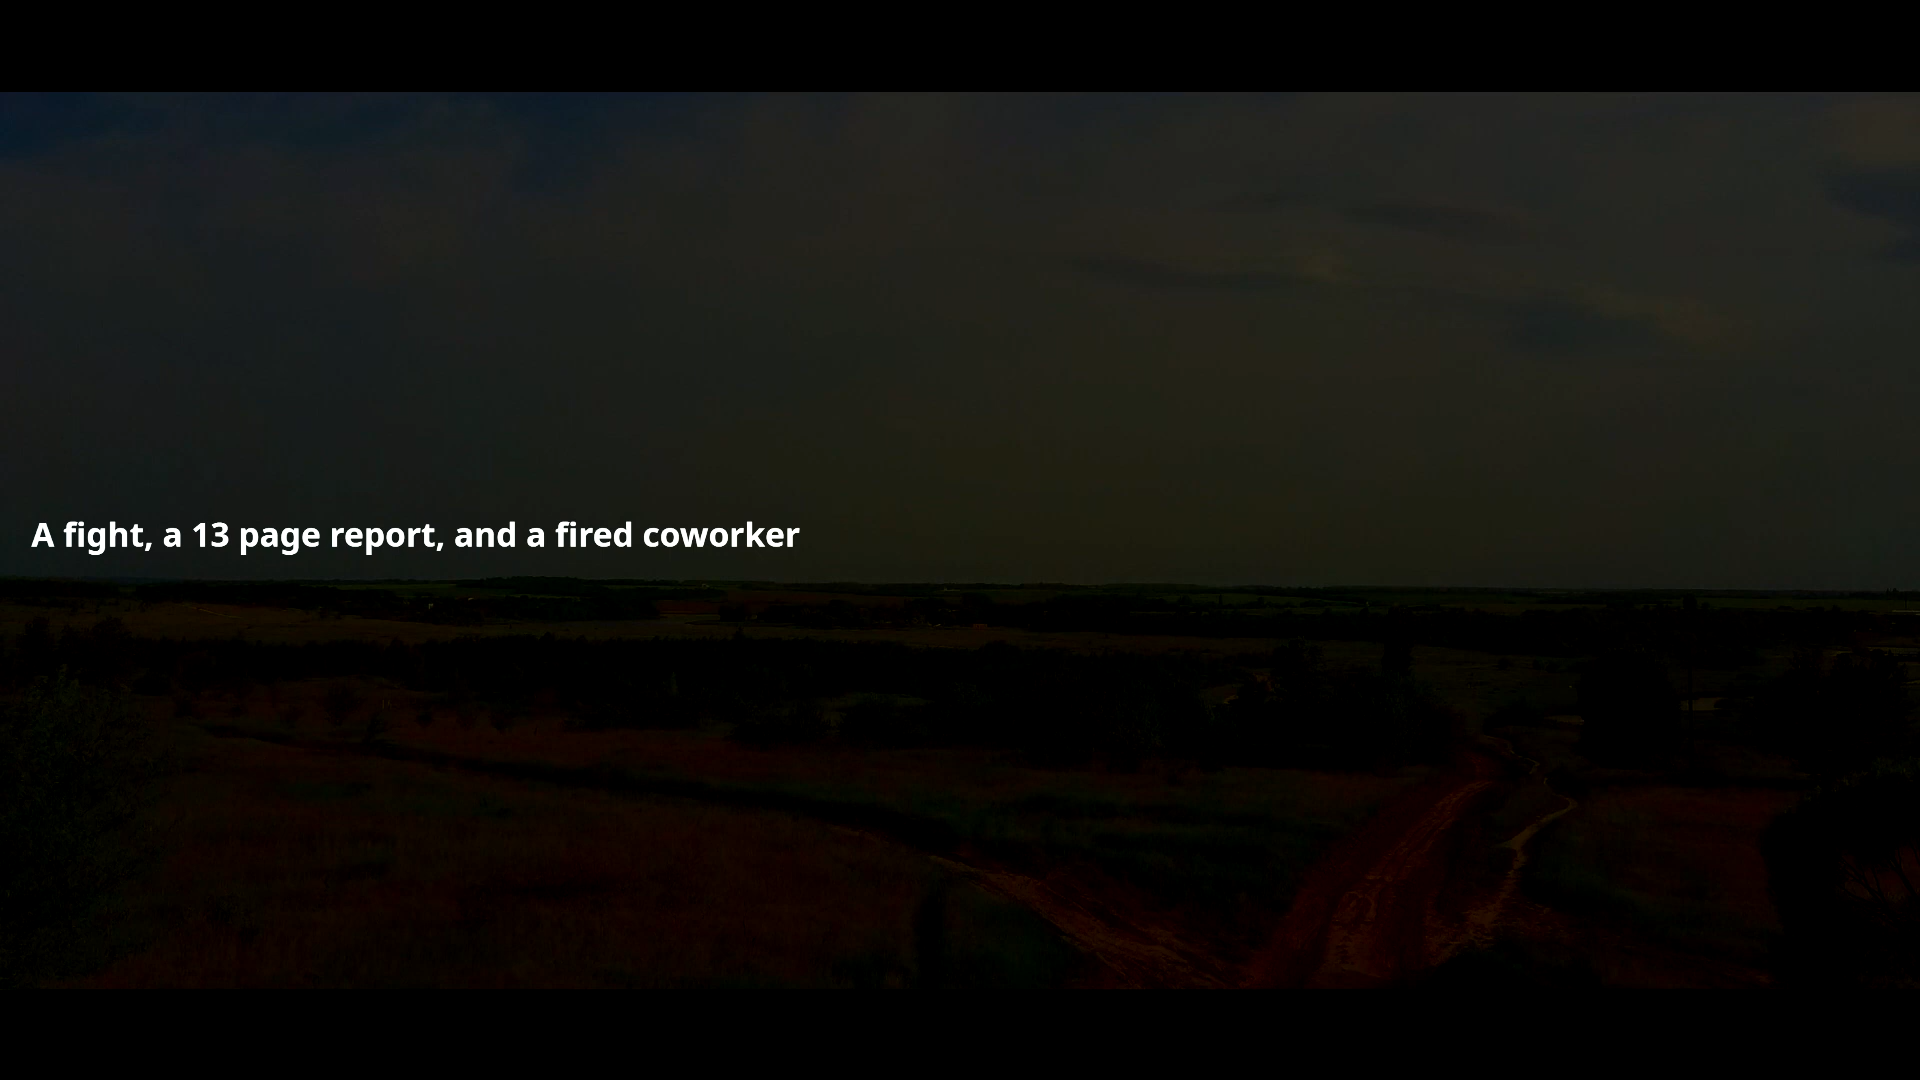 A fight, a 13 page report, and a fired coworker